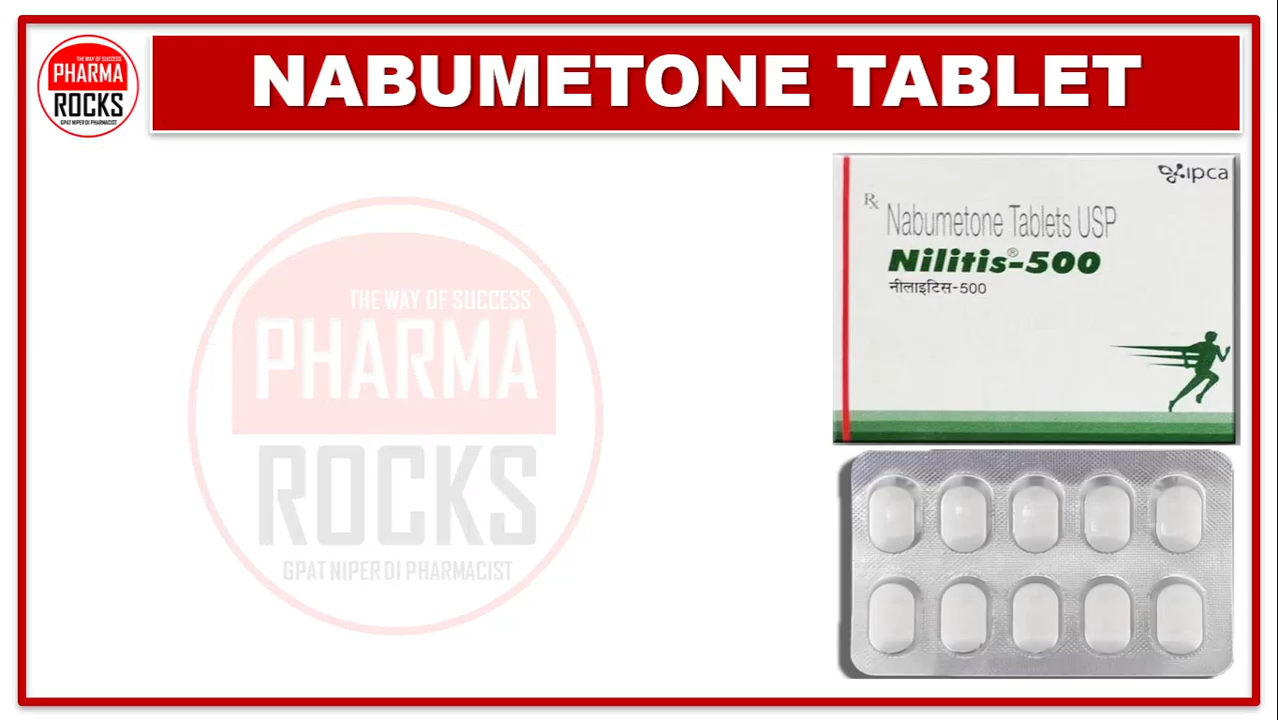 THE WAY OF SUCCESS
PHARMA
ROCKS
GPAT NIPER DI PHARMACIST
NABUMETONE TABLET
THE WAY OF SUCCESS
PHARMA
ROCKS
GPAT NIPER DI PHARMACIST
ipca
Rx
Nabumetone Tablets USP
Nilitis®-500
नीलाइटिस-500